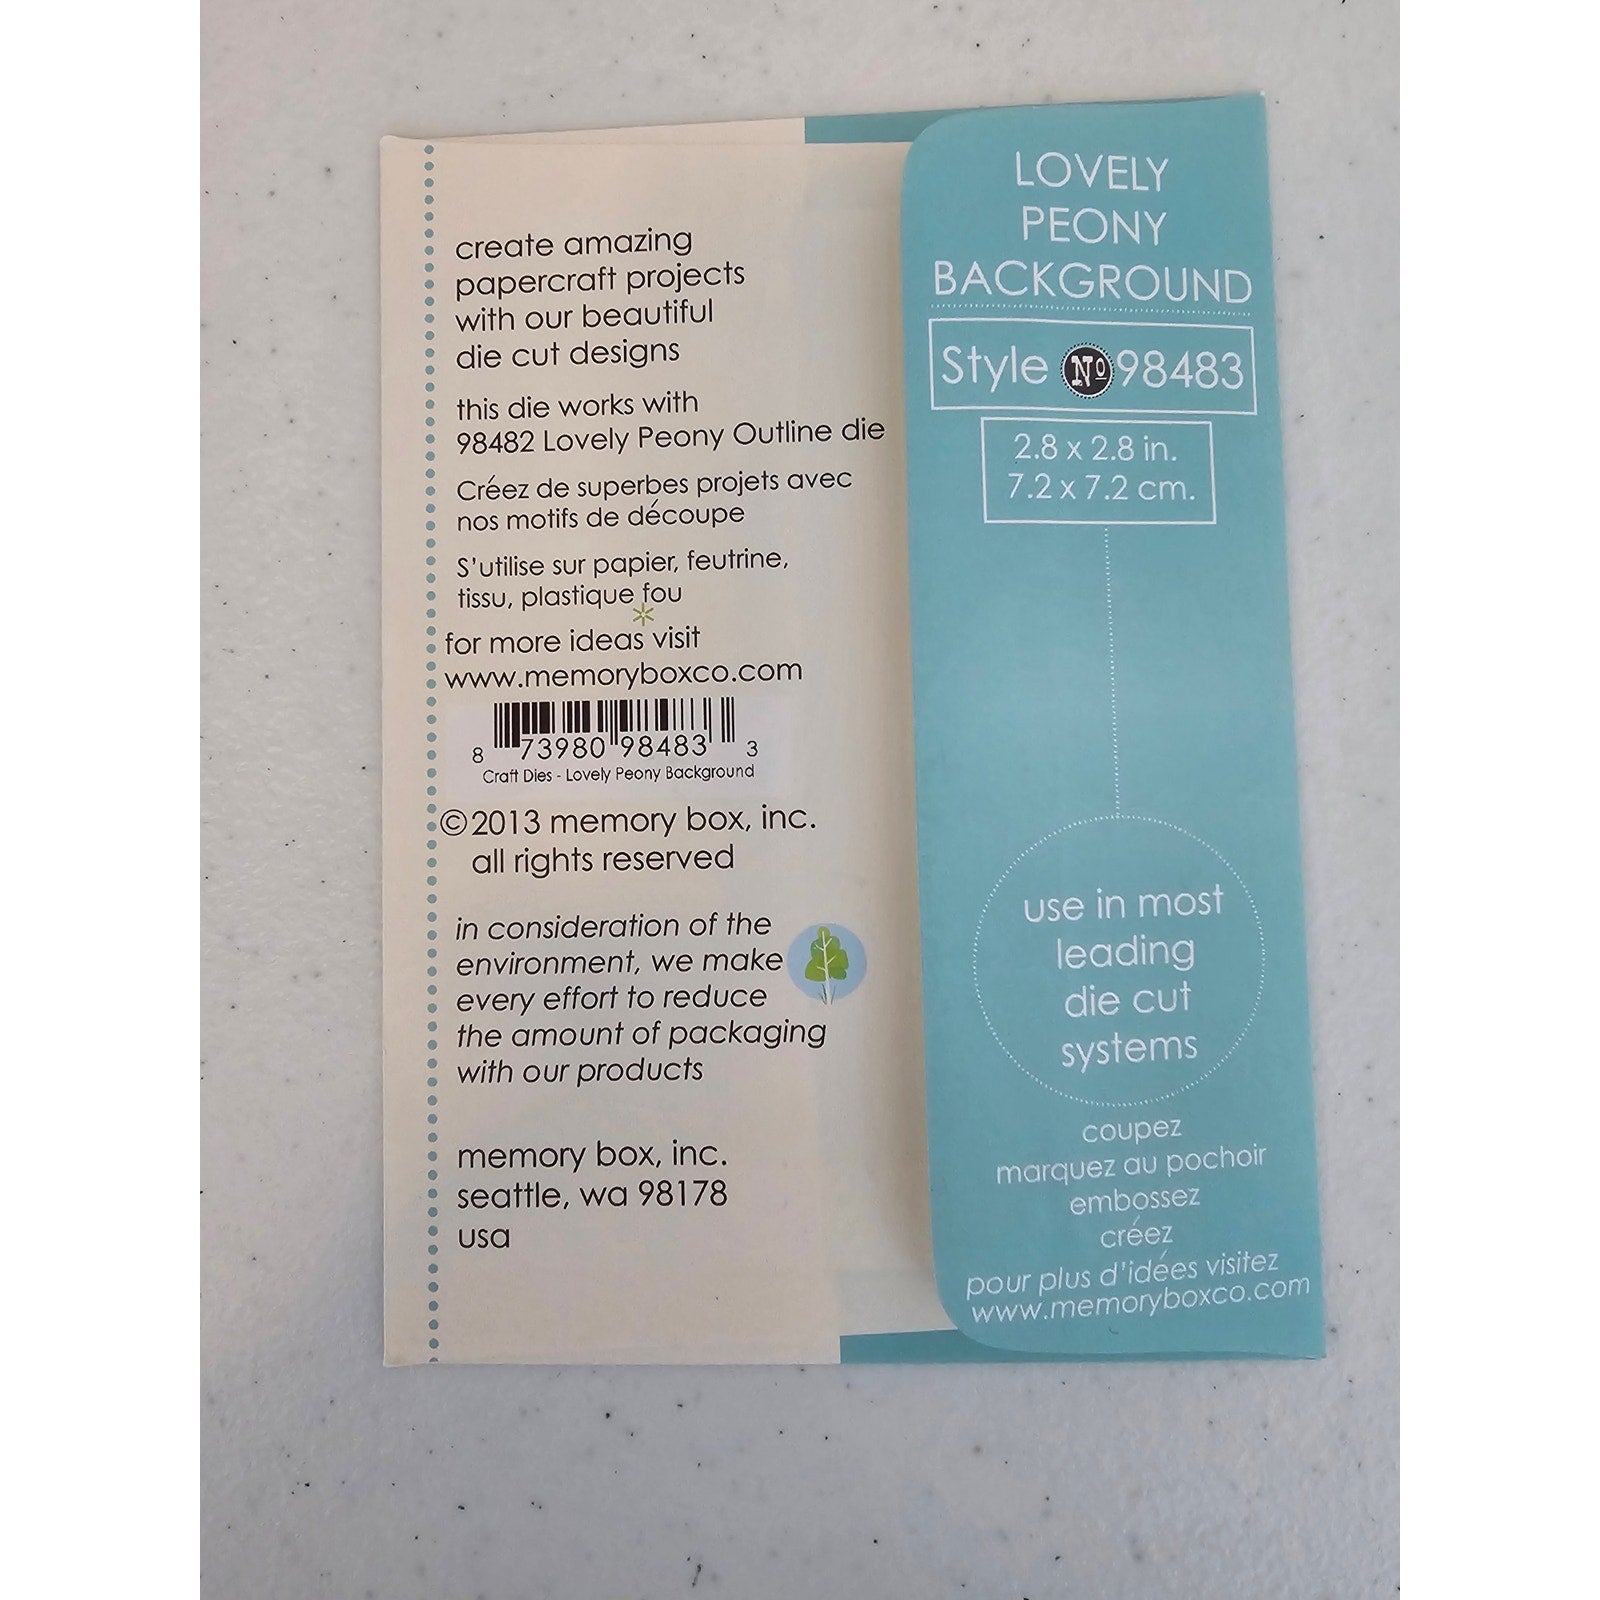 create amazing
papercraft projects
with our beautiful
die cut designs
this die works with
98482 Lovely Peony Outline die
Créez de superbes projets avec
nos motifs de découpe
S'utilise sur papier, feutrine,
tissu, plastique fou
for more ideas visit
www.memoryboxco.com
8 73980 98483 3
Craft Dies - Lovely Peony Background
©2013 memory box, inc.
all rights reserved
in consideration of the
environment, we make
every effort to reduce
the amount of packaging
with our products
memory box, inc.
seattle, wa 98178
usa
LOVELY
PEONY
BACKGROUND
Style No 98483
2.8 x 2.8 in.
7.2 x 7.2 cm.
use in most
leading
die cut
systems
coupez
marquez au pochoir
embossez
créez
pour plus d'idées visitez
www.memoryboxco.com